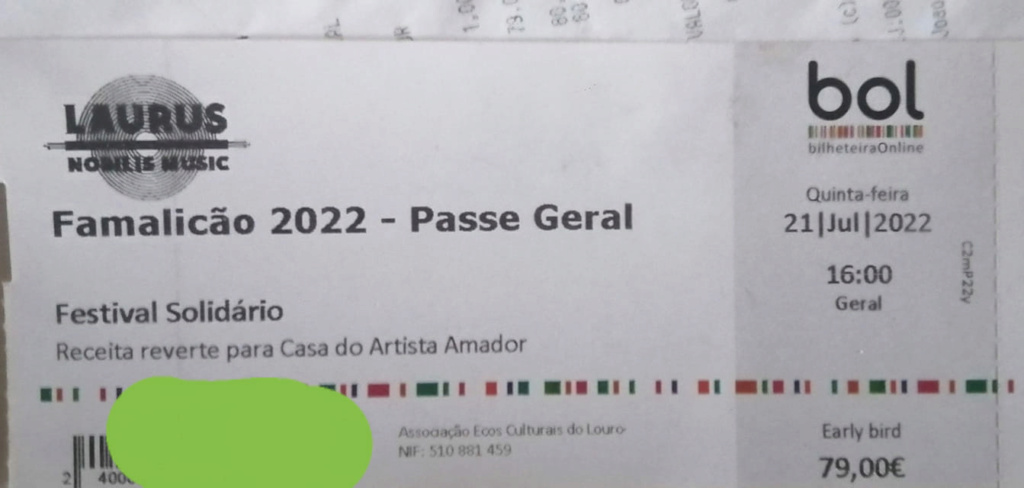 LAURUS
NOBILIS MUSIC
Famalicão 2022 - Passe Geral
Festival Solidário
Receita reverte para Casa do Artista Amador
Associação Ecos Culturais do Louro
NIF: 510 881 459
2 400
bol
bilheteiraOnline
Quinta-feira
21|Jul|2022
16:00
Geral
C2mP22y
Early bird
79,00€